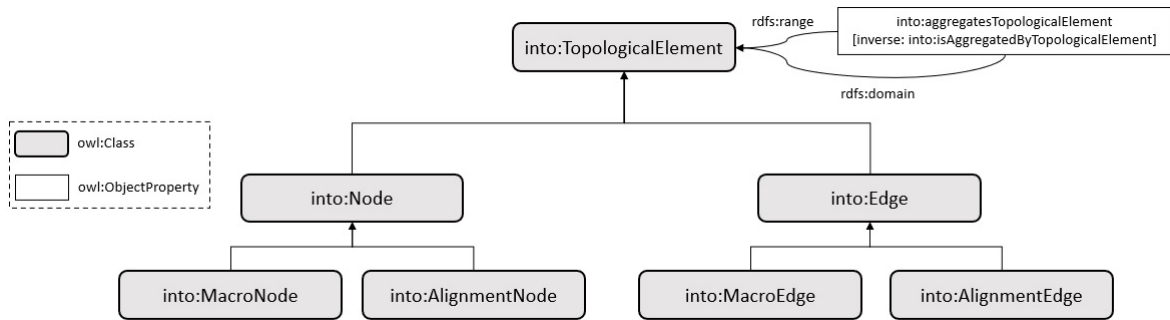 rdfs:range
into:aggregatesTopologicalElement
[inverse: into:isAggregatedByTopologicalElement]
into:TopologicalElement
rdfs:domain
owl:Class
owl:ObjectProperty
into:Node
into:Edge
into:MacroNode
into:AlignmentNode
into:MacroEdge
into:AlignmentEdge